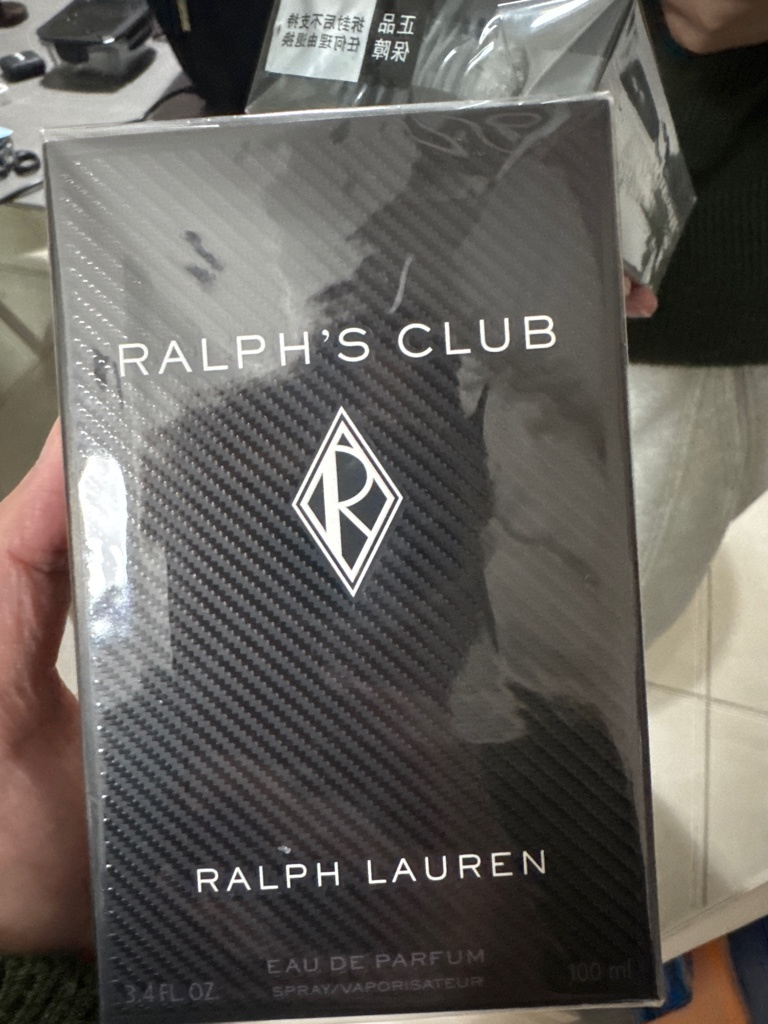 拆封后不支持
任何理由退换
正品
保障
RALPH'S CLUB
R
RALPH LAUREN
EAU DE PARFUM
SPRAY/VAPORISATEUR
3.4 FL. OZ.
100 ml